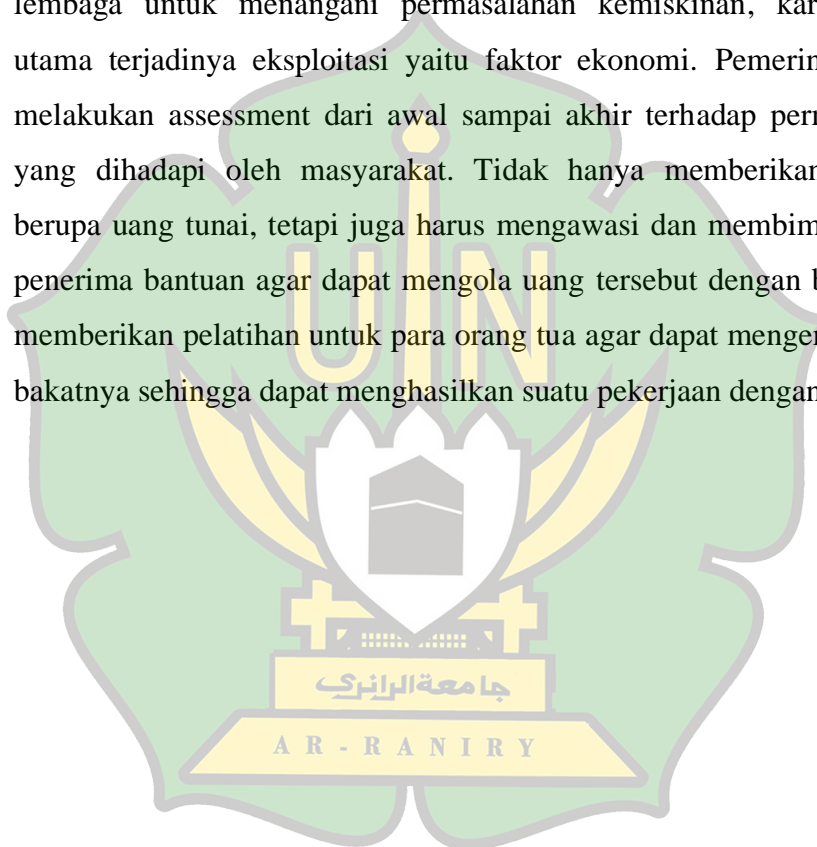 lembaga untuk menangani permasalahan kemiskinan, kar
utama terjadinya eksploitasi yaitu faktor ekonomi. Pemerin
melakukan assessment dari awal sampai akhir terhadap perm
yang dihadapi oleh masyarakat. Tidak hanya memberikan
berupa uang tunai, tetapi juga harus mengawasi dan membim
penerima bantuan agar dapat mengola uang tersebut dengan b
memberikan pelatihan untuk para orang tua agar dapat menge
bakatnya sehingga dapat menghasilkan suatu pekerjaan dengan
UIN
جامعةالرانري
AR-RANIRY